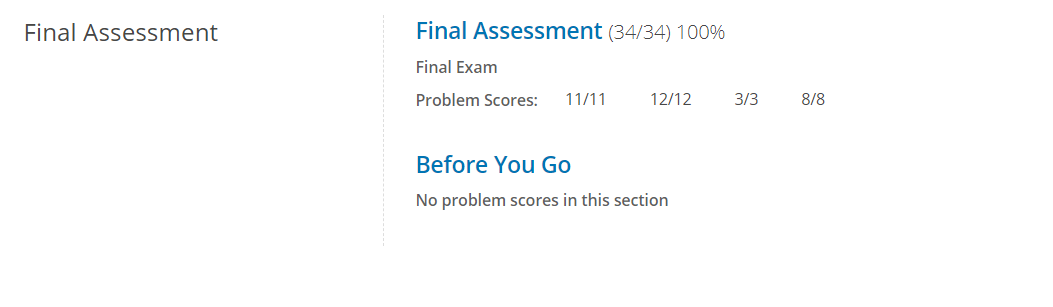 Final Assessment
Final Assessment (34/34) 100%
Final Exam
Problem Scores: 11/11 12/12 3/3 8/8
Before You Go
No problem scores in this section